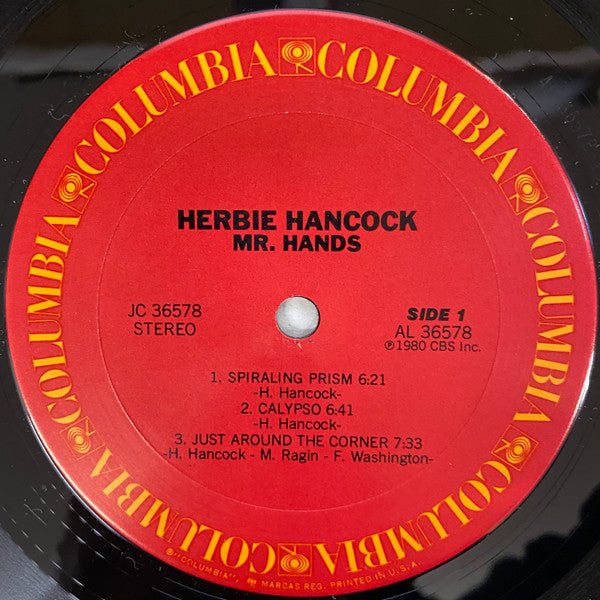 COLUMBIA COLUMBIA COLUMBIA COLUMBIA COLUMBIA COLUMBIA
HERBIE HANCOCK
MR. HANDS
JC 36578
STEREO
SIDE 1
AL 36578
℗1980 CBS Inc.
1. SPIRALING PRISM 6:21
-H. Hancock-
2. CALYPSO 6:41
-H. Hancock-
3. JUST AROUND THE CORNER 7:33
-H. Hancock - M. Ragin - F. Washington-
®"COLUMBIA", MARCAS REG. PRINTED IN U.S.A.